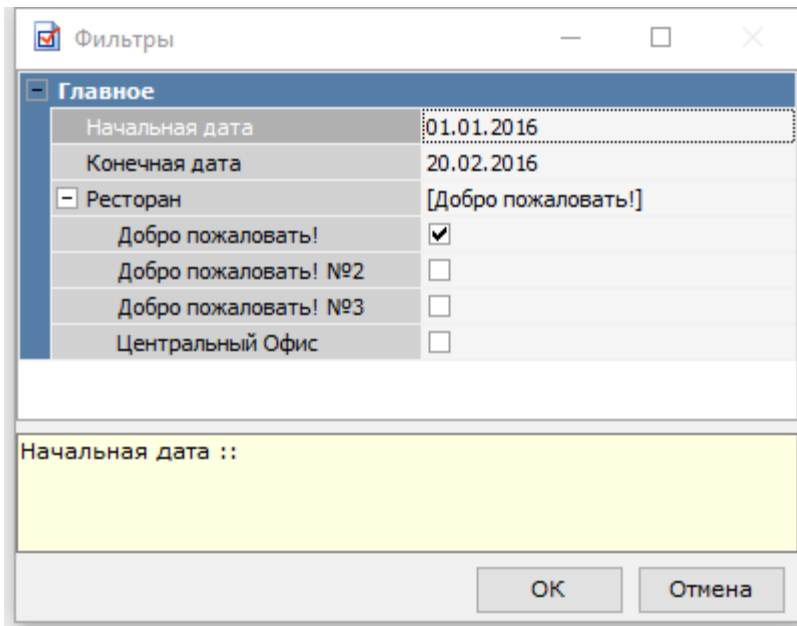 Фильтры
Главное
Начальная дата 01.01.2016
Конечная дата 20.02.2016
Ресторан [Добро пожаловать!]
Добро пожаловать!
Добро пожаловать! №2
Добро пожаловать! №3
Центральный Офис
Начальная дата ::
ОК Отмена